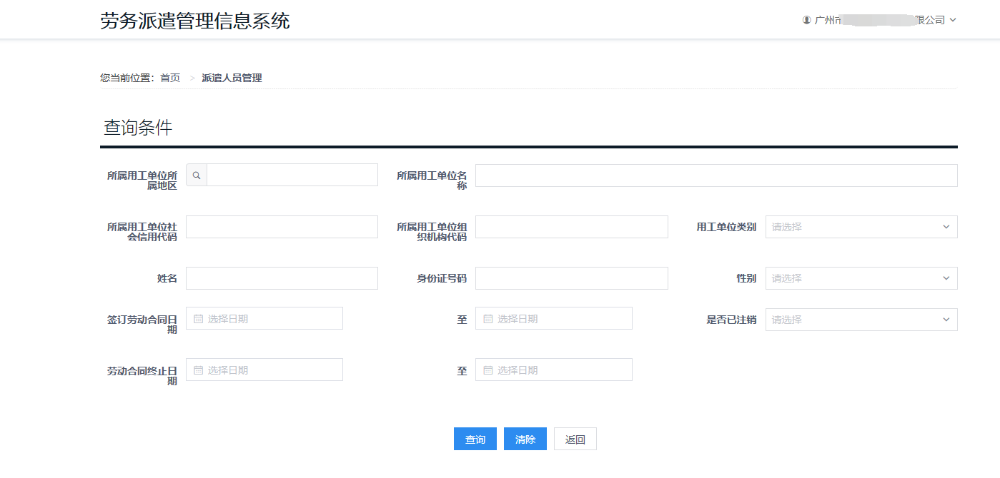 劳务派遣管理信息系统
广州市 限公司
您当前位置：首页 > 派遣人员管理
查询条件
所属用工单位所
属地区
所属用工单位名
称
所属用工单位社
会信用代码
所属用工单位组
织机构代码
用工单位类别 请选择
姓名
身份证号码
性别 请选择
签订劳动合同日
期
选择日期
至 选择日期
是否已注销 请选择
劳动合同终止日
期
选择日期
至 选择日期
查询 清除 返回